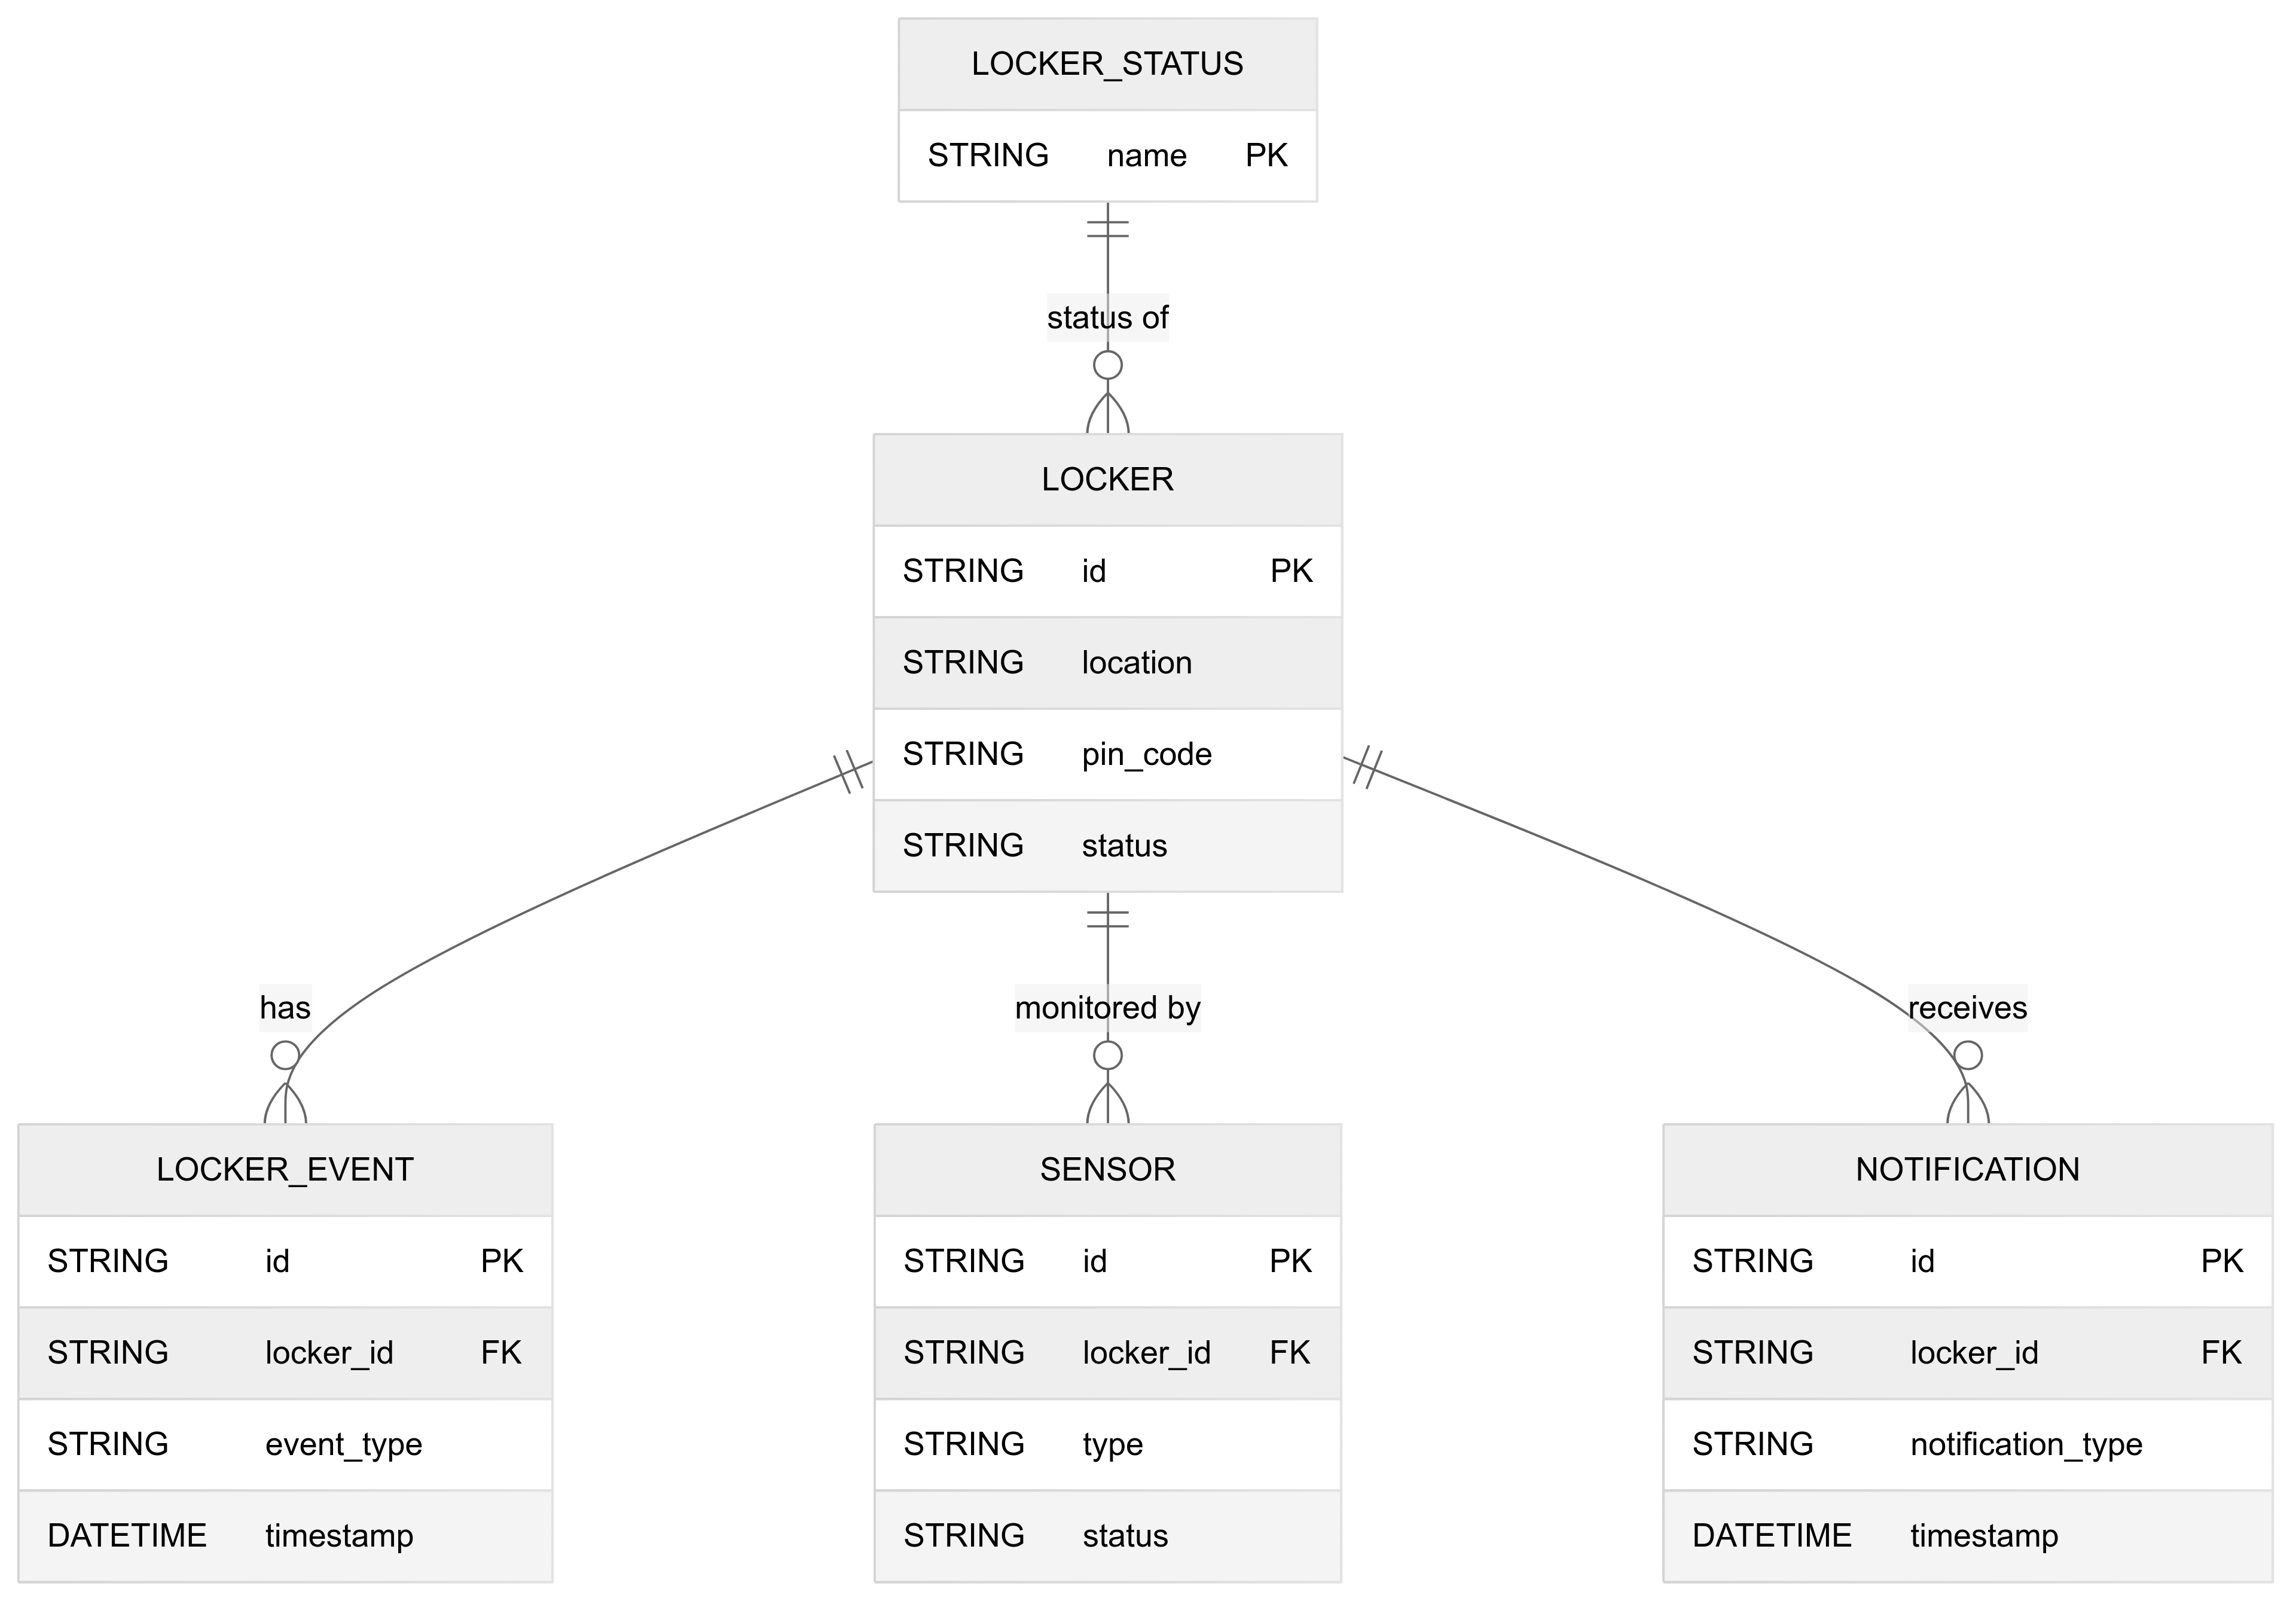 LOCKER_STATUS
STRING name PK
status of
LOCKER
STRING id PK
STRING location
STRING pin_code
STRING status
has
monitored by
receives
LOCKER_EVENT
STRING id PK
STRING locker_id FK
STRING event_type
DATETIME timestamp
SENSOR
STRING id PK
STRING locker_id FK
STRING type
STRING status
NOTIFICATION
STRING id PK
STRING locker_id FK
STRING notification_type
DATETIME timestamp